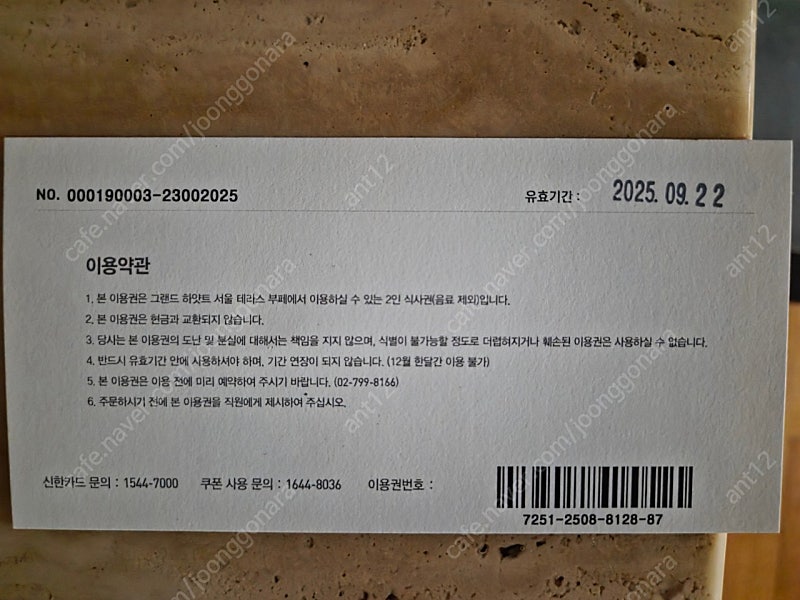 NO. 000190003-23002025
유효기간 : 2025. 09. 22
이용약관
1. 본 이용권은 그랜드 하얏트 서울 테라스 부페에서 이용하실 수 있는 2인 식사권(음료 제외)입니다.
2. 본 이용권은 현금과 교환되지 않습니다.
3. 당사는 본 이용권의 도난 및 분실에 대해서는 책임을 지지 않으며, 식별이 불가능할 정도로 더럽혀지거나 훼손된 이용권은 사용하실 수 없습니다.
4. 반드시 유효기간 안에 사용하셔야 하며, 기간 연장이 되지 않습니다. (12월 한달간 이용 불가)
5. 본 이용권은 이용 전에 미리 예약하여 주시기 바랍니다. (02-799-8166)
6. 주문하시기 전에 본 이용권을 직원에게 제시하여 주십시오.
신한카드 문의 : 1544-7000 쿠폰 사용 문의 : 1644-8036 이용권번호 :
7251-2508-8128-87
cafe.naver.com/joonggonara
ant12